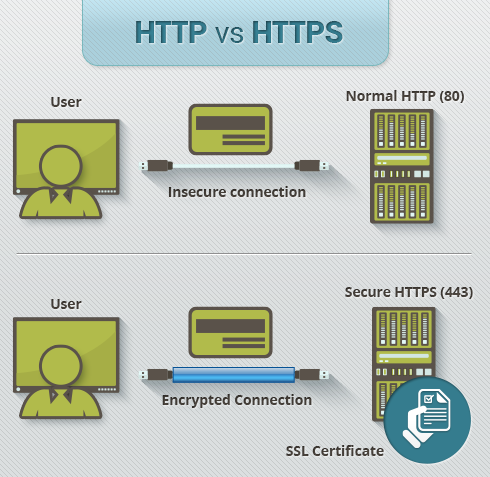 HTTP vs HTTPS
User
Normal HTTP (80)
Insecure connection
User
Secure HTTPS (443)
Encrypted Connection
SSL Certificate